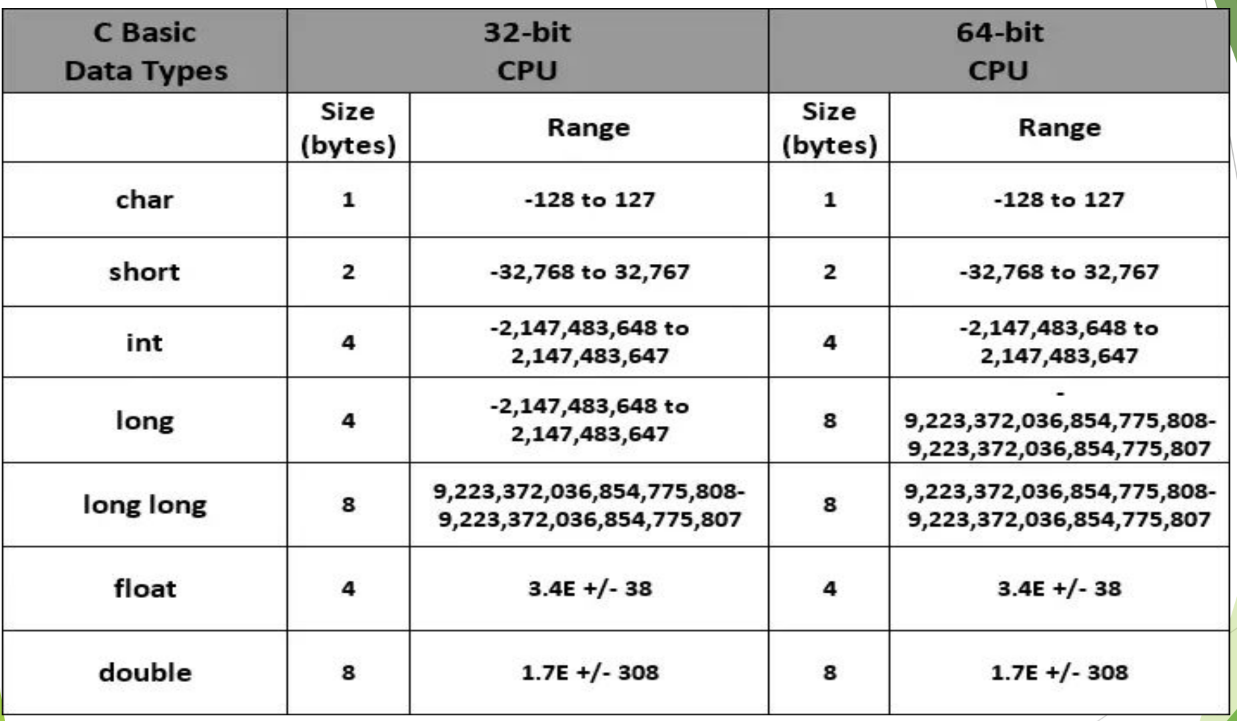 C Basic
Data Types
32-bit
CPU
64-bit
CPU
Size
(bytes)
Range
Size
(bytes)
Range
char
1
-128 to 127
1
-128 to 127
short
2
-32,768 to 32,767
2
-32,768 to 32,767
int
4
-2,147,483,648 to
2,147,483,647
4
-2,147,483,648 to
2,147,483,647
long
4
-2,147,483,648 to
2,147,483,647
8
-
9,223,372,036,854,775,808-
9,223,372,036,854,775,807
long long
8
9,223,372,036,854,775,808-
9,223,372,036,854,775,807
8
9,223,372,036,854,775,808-
9,223,372,036,854,775,807
float
4
3.4E +/- 38
4
3.4E +/- 38
double
8
1.7E +/- 308
8
1.7E +/- 308